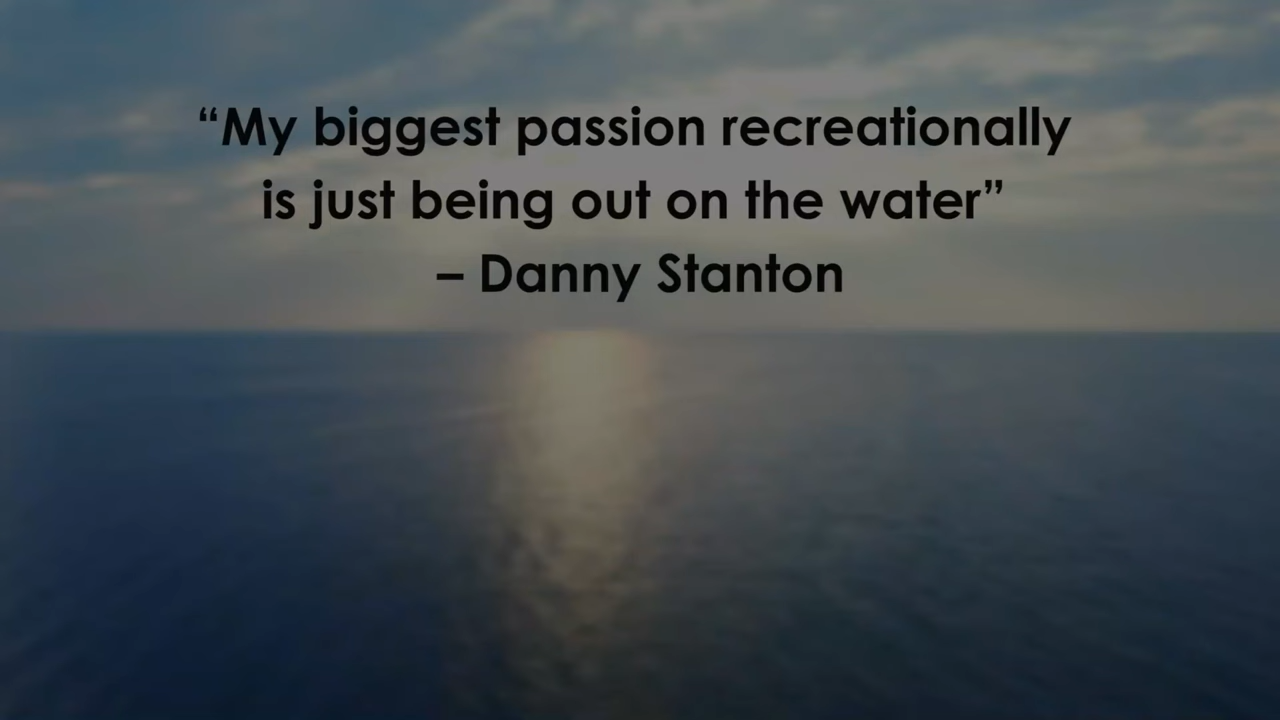 “My biggest passion recreationally
is just being out on the water”
– Danny Stanton